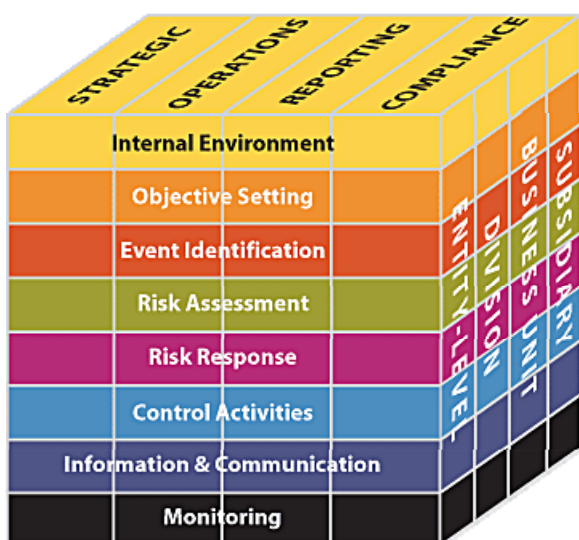 STRATEGIC
OPERATIONS
REPORTING
COMPLIANCE
Internal Environment
Objective Setting
Event Identification
Risk Assessment
Risk Response
Control Activities
Information & Communication
Monitoring
ENTITY-LEVEL
DIVISION
BUSINESS UNIT
SUBSIDIARY